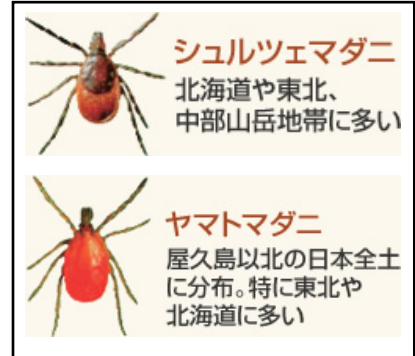 シュルツェマダニ
北海道や東北、
中部山岳地帯に多い
ヤマトマダニ
屋久島以北の日本全土
に分布。特に東北や
北海道に多い